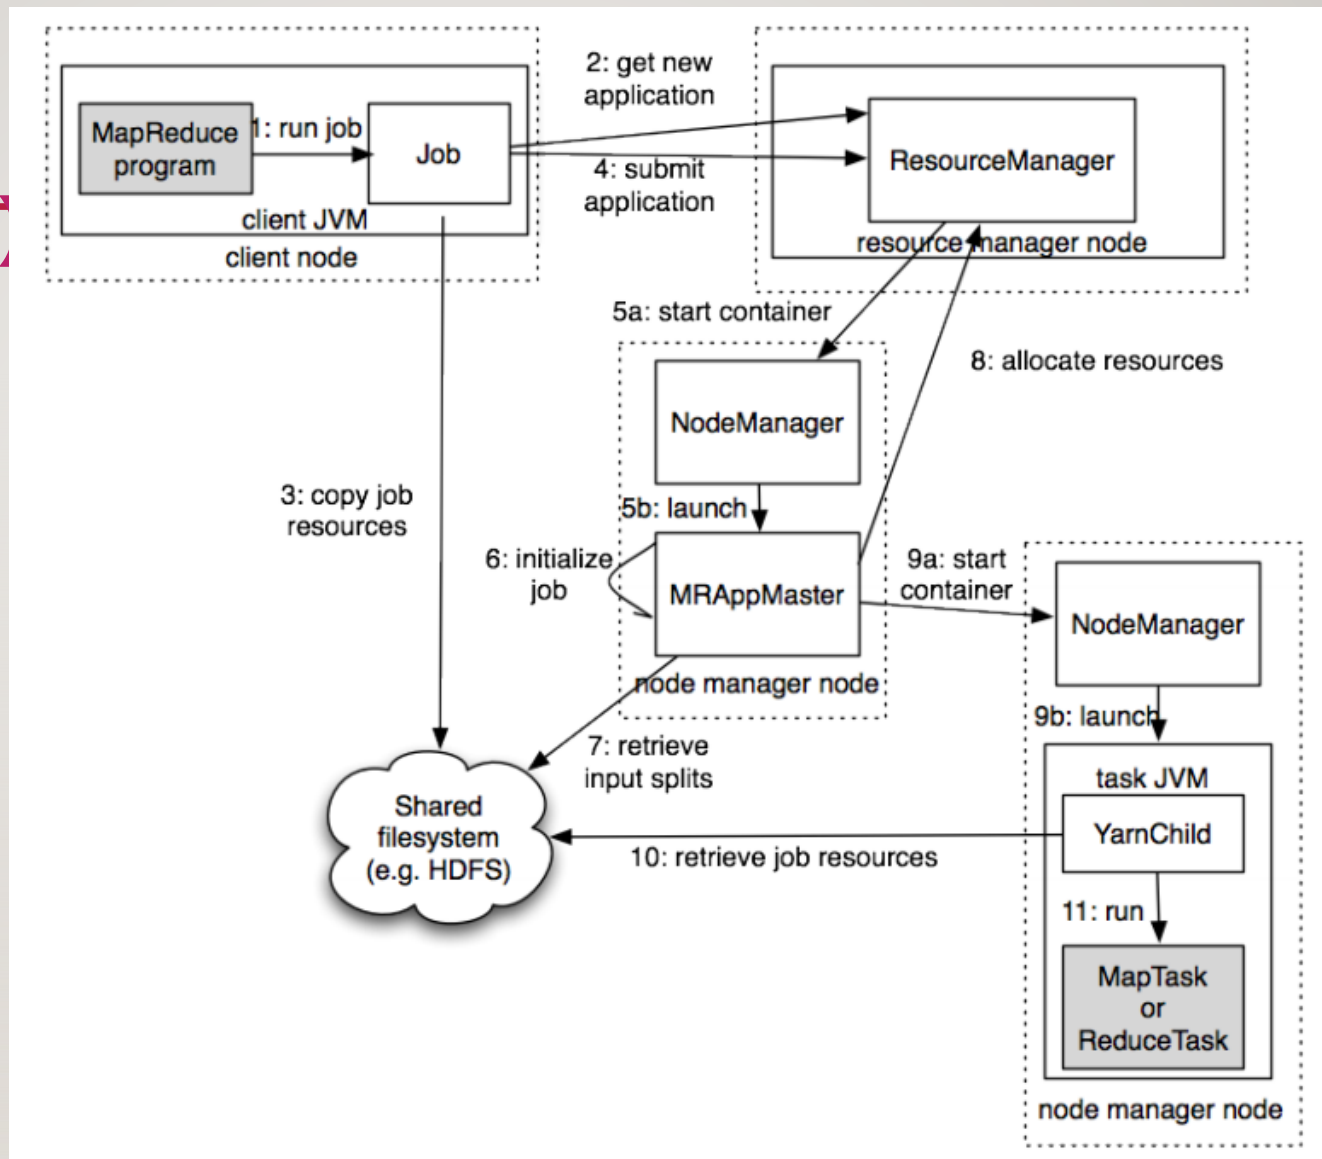 2: get new
application
MapReduce
program
1: run job
Job
ResourceManager
4: submit
application
client JVM
client node
resource manager node
5a: start container
8: allocate resources
NodeManager
3: copy job
resources
5b: launch
6: initialize
job
MRAppMaster
9a: start
container
NodeManager
node manager node
9b: launch
7: retrieve
input splits
task JVM
Shared
filesystem
(e.g. HDFS)
YarnChild
10: retrieve job resources
11: run
MapTask
or
ReduceTask
node manager node